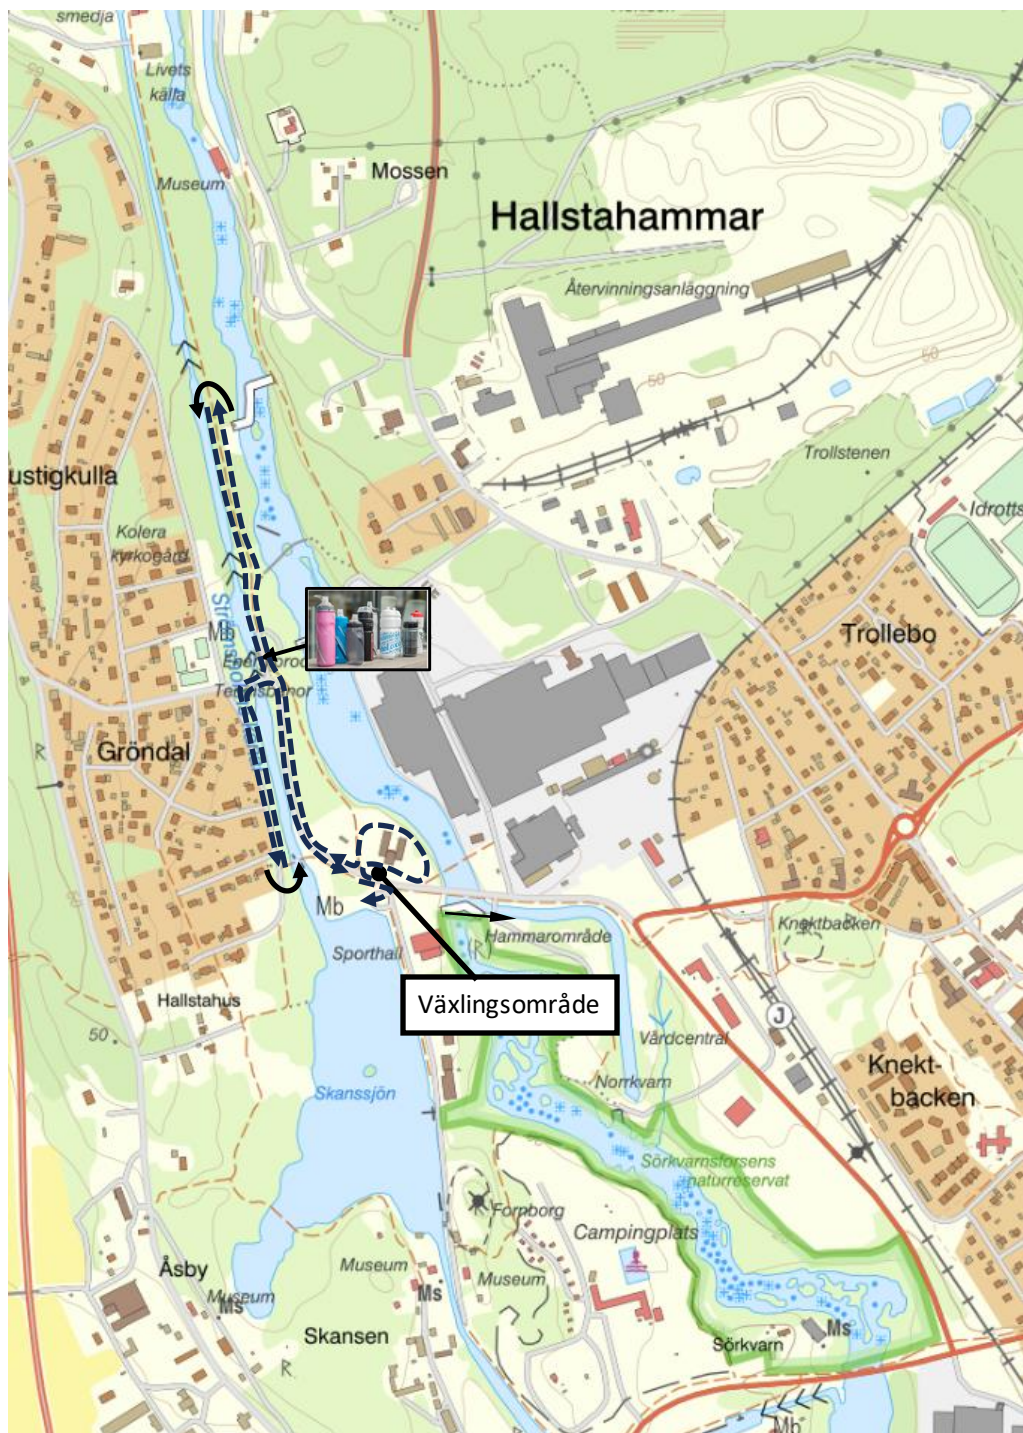 smedja
Livets
källa
Museum
Mossen
Hallstahammar
Återvinningsanläggning
50
60
ustigkulla
Kolera
kyrkogård
Trollstenen
Idrotts
Mb
Tennisbanor
Trollebo
Gröndal
R
Mb
Sporthall
Hammarområde
(R)
Knektbacken
Växlingsområde
J
Hallstahus
50
Vårdcentral
Skanssjön
Norrkvarn
Knekt-
backen
Sörkvarnsforsens
naturreservat
Fornborg
Campingplats
Åsby
Museum
Ms
Museum
Ms
Museum
Skansen
R
Sörkvarn
Ms
Mb